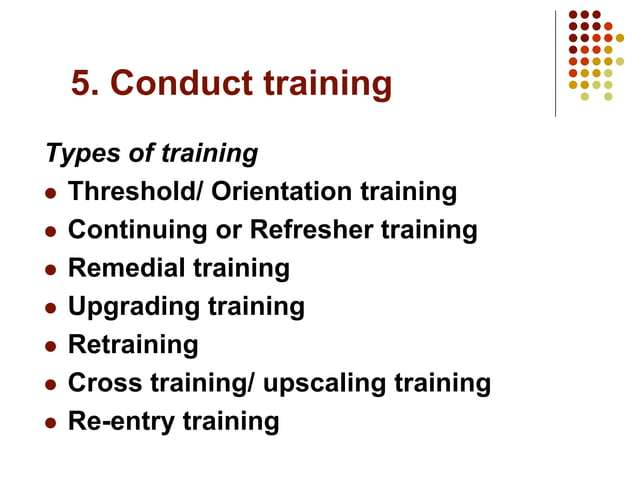 5. Conduct training
Types of training
● Threshold/ Orientation training
● Continuing or Refresher training
● Remedial training
● Upgrading training
● Retraining
● Cross training/ upscaling training
● Re-entry training